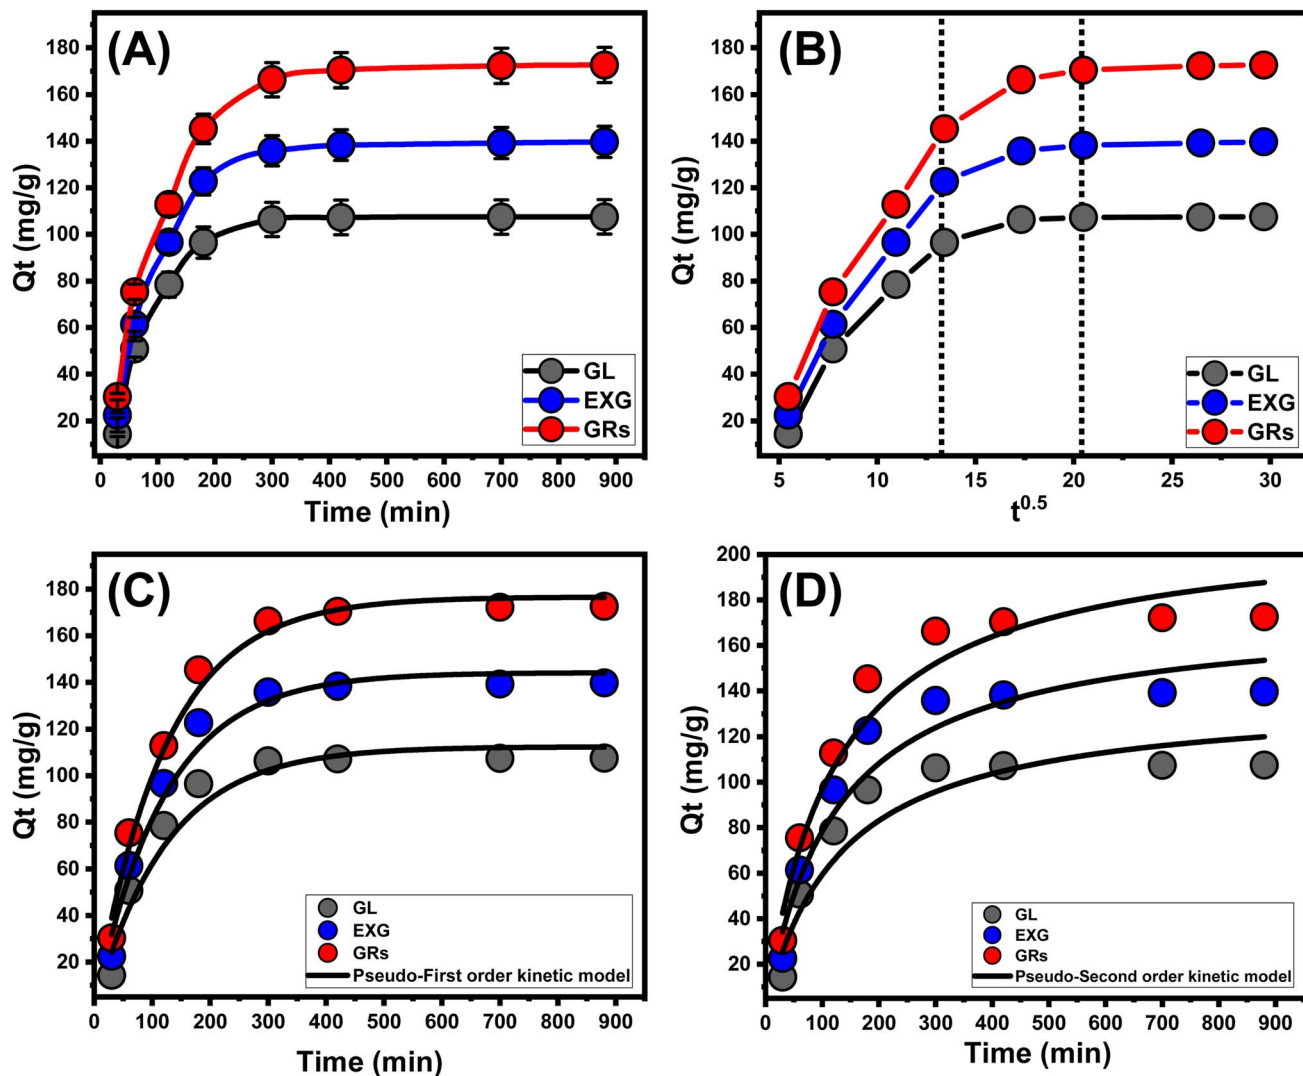 (A)
Qt (mg/g)
180
160
140
120
100
80
60
40
20
0 100 200 300 400 500 600 700 800 900
Time (min)
GL
EXG
GRs
(B)
Qt (mg/g)
180
160
140
120
100
80
60
40
20
5 10 15 20 25 30
t^0.5
GL
EXG
GRs
(C)
Qt (mg/g)
180
160
140
120
100
80
60
40
20
0 100 200 300 400 500 600 700 800 900
Time (min)
GL
EXG
GRs
Pseudo-First order kinetic model
(D)
Qt (mg/g)
200
180
160
140
120
100
80
60
40
20
0 100 200 300 400 500 600 700 800 900
Time (min)
GL
EXG
GRs
Pseudo-Second order kinetic model